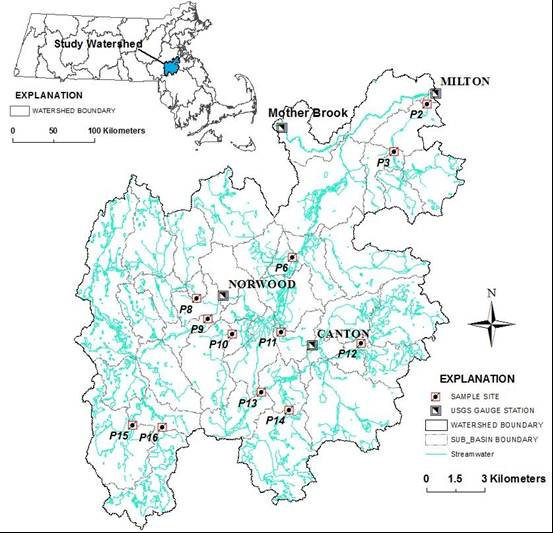 Study Watershed
EXPLANATION
WATERSHED BOUNDARY
0 50 100 Kilometers
MILTON
Mother Brook
P2
P3
P6
NORWOOD
P8
P9
P10
P11
CANTON
P12
N
P13
P14
P15
P16
EXPLANATION
SAMPLE SITE
USGS GAUGE STATION
WATERSHED BOUNDARY
SUB_BASIN BOUNDARY
Streamwater
0 1.5 3 Kilometers